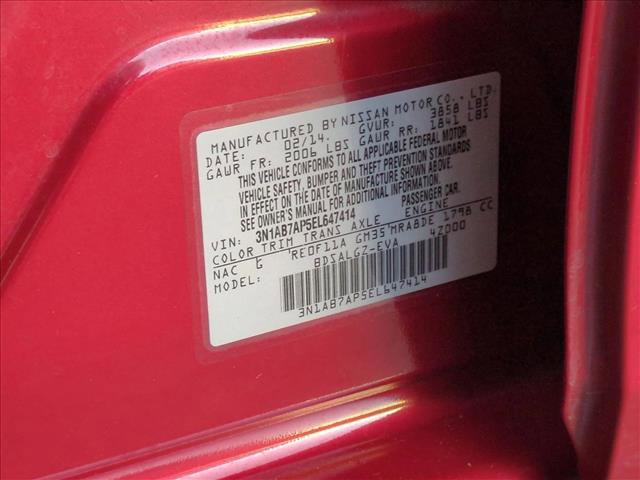 MANUFACTURED BY NISSAN MOTOR CO., LTD.
DATE: 02/14. GVWR: 3858 LBS
GAWR FR: 2006 LBS GAWR RR: 1841 LBS
THIS VEHICLE CONFORMS TO ALL APPLICABLE FEDERAL MOTOR
VEHICLE SAFETY, BUMPER AND THEFT PREVENTION STANDARDS
IN EFFECT ON THE DATE OF MANUFACTURE SHOWN ABOVE.
SEE OWNER'S MANUAL FOR ADDITIONAL INFORMATION.
VIN: 3N1AB7AP5EL647414 PASSENGER CAR.
COLOR TRIM TRANS AXLE ENGINE
NAC G RE0F11A GM35 MRA8DE 1798 CC
MODEL: BDSALGZ-EVA 42000
3N1AB7AP5EL647414